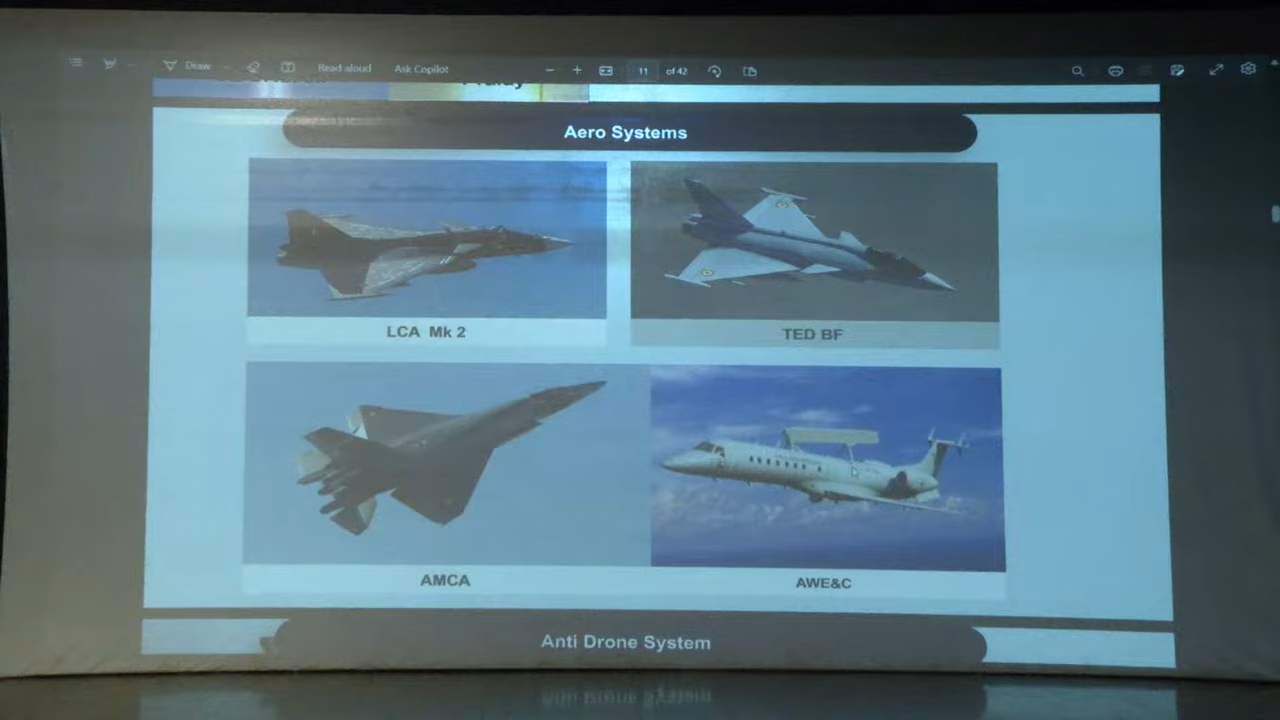 Draw
Read aloud
Ask Copilot
11 of 42
Aero Systems
LCA Mk 2
TED BF
AMCA
AWE&C
Anti Drone System